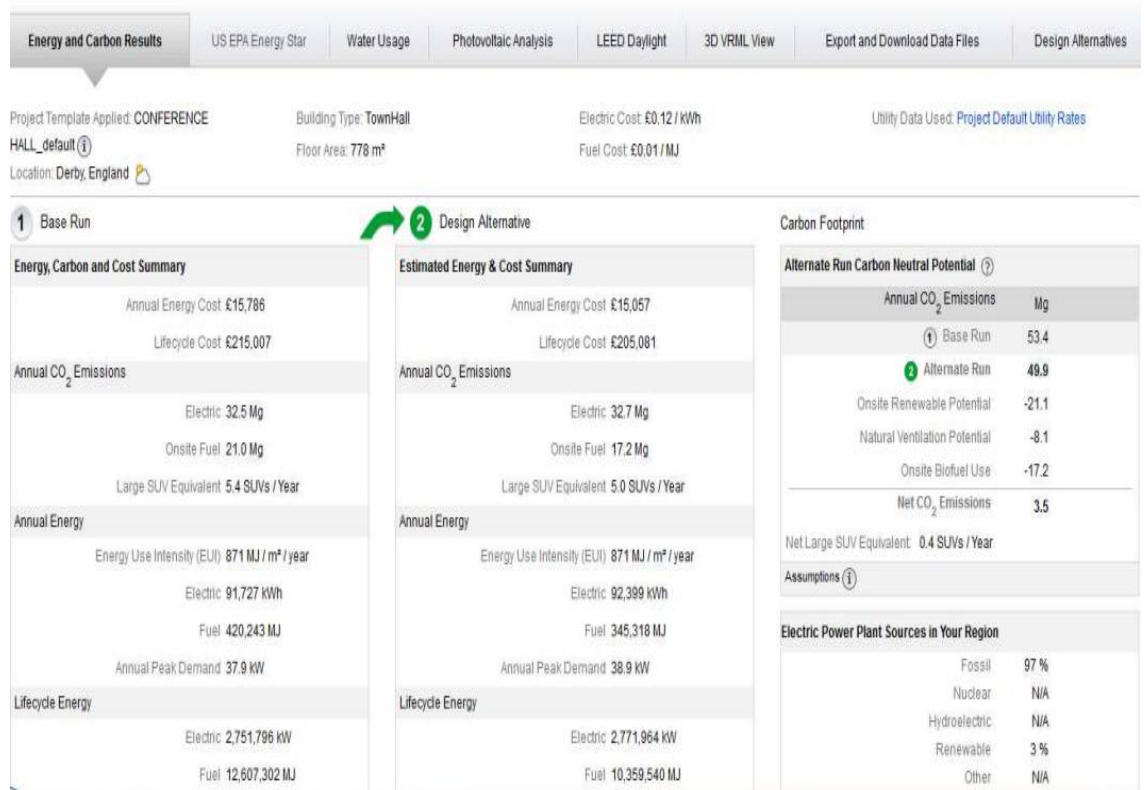 Energy and Carbon Results
US EPA Energy Star
Water Usage
Photovoltaic Analysis
LEED Daylight
3D VRML View
Export and Download Data Files
Design Alternatives
Project Template Applied: CONFERENCE
HALL_default
Location: Derby, England
Building Type: TownHall
Floor Area: 778 m²
Electric Cost: £0.12 / kWh
Fuel Cost: £0.01 / MJ
Utility Data Used: Project Default Utility Rates
1 Base Run
Energy, Carbon and Cost Summary
Annual Energy Cost £15,786
Lifecycle Cost £215,007
Annual CO2 Emissions
Electric 32.5 Mg
Onsite Fuel 21.0 Mg
Large SUV Equivalent 5.4 SUVs / Year
Annual Energy
Energy Use Intensity (EUI) 871 MJ / m² / year
Electric 91,727 kWh
Fuel 420,243 MJ
Annual Peak Demand 37.9 kW
Lifecycle Energy
Electric 2,751,796 kW
Fuel 12,607,302 MJ
2 Design Alternative
Estimated Energy & Cost Summary
Annual Energy Cost £15,057
Lifecycle Cost £205,081
Annual CO2 Emissions
Electric 32.7 Mg
Onsite Fuel 17.2 Mg
Large SUV Equivalent 5.0 SUVs / Year
Annual Energy
Energy Use Intensity (EUI) 871 MJ / m² / year
Electric 92,399 kWh
Fuel 345,318 MJ
Annual Peak Demand 38.9 kW
Lifecycle Energy
Electric 2,771,964 kW
Fuel 10,359,540 MJ
Carbon Footprint
Alternate Run Carbon Neutral Potential ?
Annual CO2 Emissions Mg
1 Base Run 53.4
2 Alternate Run 49.9
Onsite Renewable Potential -21.1
Natural Ventilation Potential -8.1
Onsite Biofuel Use -17.2
Net CO2 Emissions 3.5
Net Large SUV Equivalent: 0.4 SUVs / Year
Assumptions i
Electric Power Plant Sources in Your Region
Fossil 97 %
Nuclear N/A
Hydroelectric N/A
Renewable 3 %
Other N/A